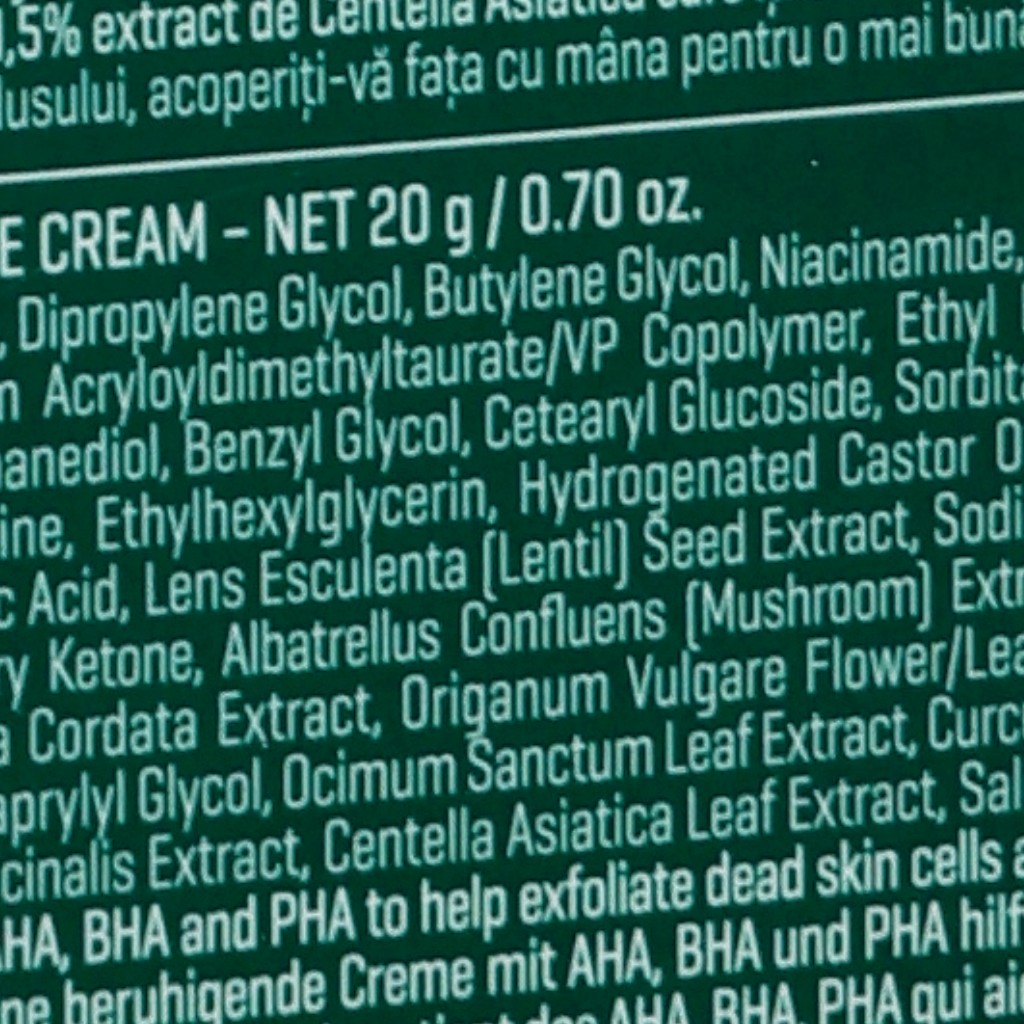 ,5% extract de Centella Asiatica
lusului, acoperiți-vă fața cu mâna pentru o mai bună
E CREAM – NET 20 g / 0.70 oz.
, Dipropylene Glycol, Butylene Glycol, Niacinamide,
n Acryloyldimethyltaurate/VP Copolymer, Ethyl
anediol, Benzyl Glycol, Cetearyl Glucoside, Sorbita
ine, Ethylhexylglycerin, Hydrogenated Castor O
c Acid, Lens Esculenta (Lentil) Seed Extract, Sodi
ry Ketone, Albatrellus Confluens (Mushroom) Extr
a Cordata Extract, Origanum Vulgare Flower/Lea
aprylyl Glycol, Ocimum Sanctum Leaf Extract, Curcu
cinalis Extract, Centella Asiatica Leaf Extract, Sal
AHA, BHA and PHA to help exfoliate dead skin cells a
ne beruhigende Creme mit AHA, BHA und PHA hilf
AHA, BHA, PHA qui aid